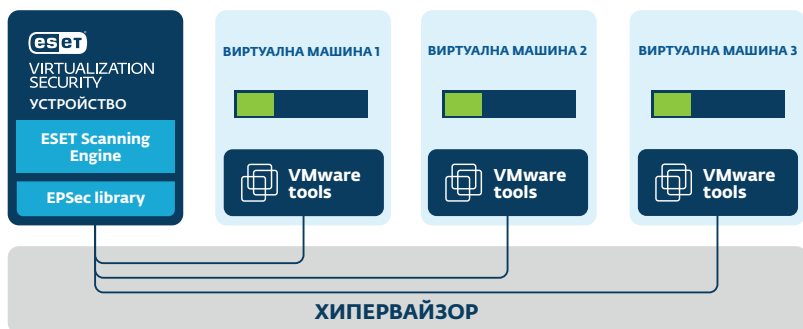 eset
VIRTUALIZATION
SECURITY
УСТРОЙСТВО
ESET Scanning
Engine
EPSec library
ВИРТУАЛНА МАШИНА 1
VMware
tools
ВИРТУАЛНА МАШИНА 2
VMware
tools
ВИРТУАЛНА МАШИНА 3
VMware
tools
ХИПЕРВАЙЗОР